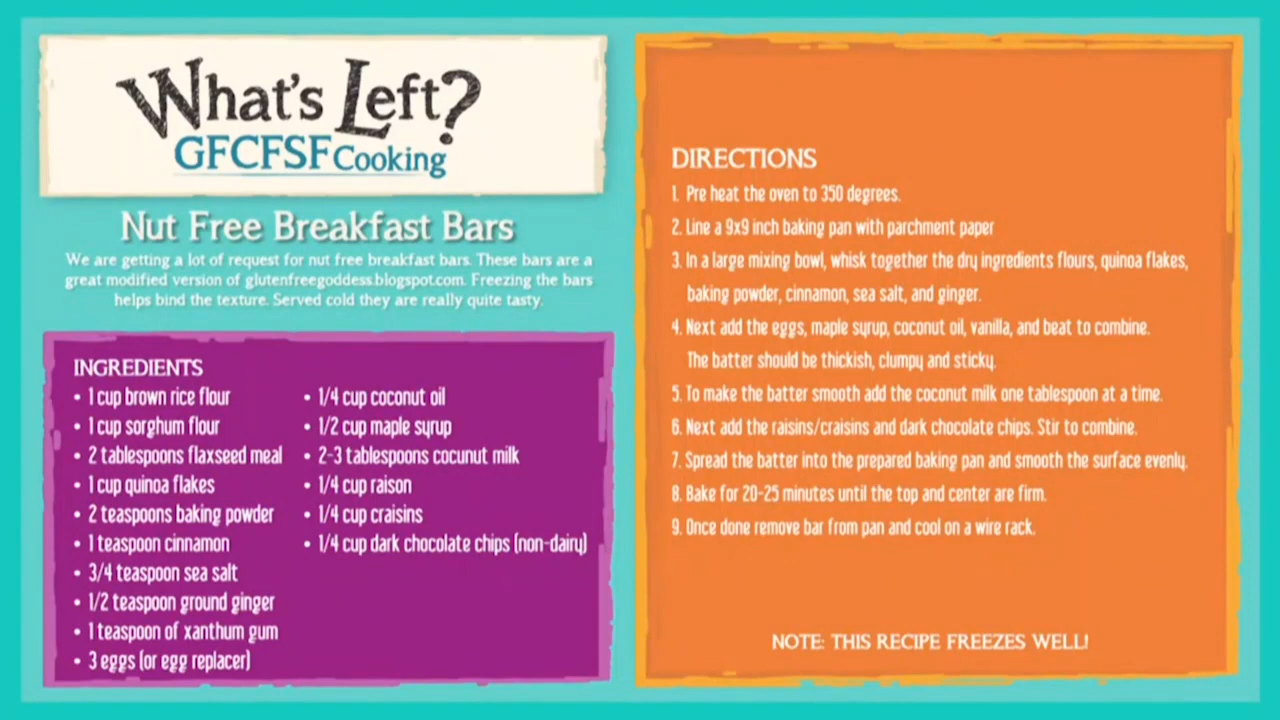 What's Left?
GFCFSF Cooking
Nut Free Breakfast Bars
We are getting a lot of request for nut free breakfast bars. These bars are a
great modified version of glutenfreegoddess.blogspot.com. Freezing the bars
helps bind the texture. Served cold they are really quite tasty.
INGREDIENTS
• 1 cup brown rice flour
• 1 cup sorghum flour
• 2 tablespoons flaxseed meal
• 1 cup quinoa flakes
• 2 teaspoons baking powder
• 1 teaspoon cinnamon
• 3/4 teaspoon sea salt
• 1/2 teaspoon ground ginger
• 1 teaspoon of xanthum gum
• 3 eggs (or egg replacer)
• 1/4 cup coconut oil
• 1/2 cup maple syrup
• 2-3 tablespoons cocunut milk
• 1/4 cup raison
• 1/4 cup craisins
• 1/4 cup dark chocolate chips (non-dairy)
DIRECTIONS
1. Pre heat the oven to 350 degrees.
2. Line a 9x9 inch baking pan with parchment paper
3. In a large mixing bowl, whisk together the dry ingredients flours, quinoa flakes,
baking powder, cinnamon, sea salt, and ginger.
4. Next add the eggs, maple syrup, coconut oil, vanilla, and beat to combine.
The batter should be thickish, clumpy and sticky.
5. To make the batter smooth add the coconut milk one tablespoon at a time.
6. Next add the raisins/craisins and dark chocolate chips. Stir to combine.
7. Spread the batter into the prepared baking pan and smooth the surface evenly.
8. Bake for 20-25 minutes until the top and center are firm.
9. Once done remove bar from pan and cool on a wire rack.
NOTE: THIS RECIPE FREEZES WELL!